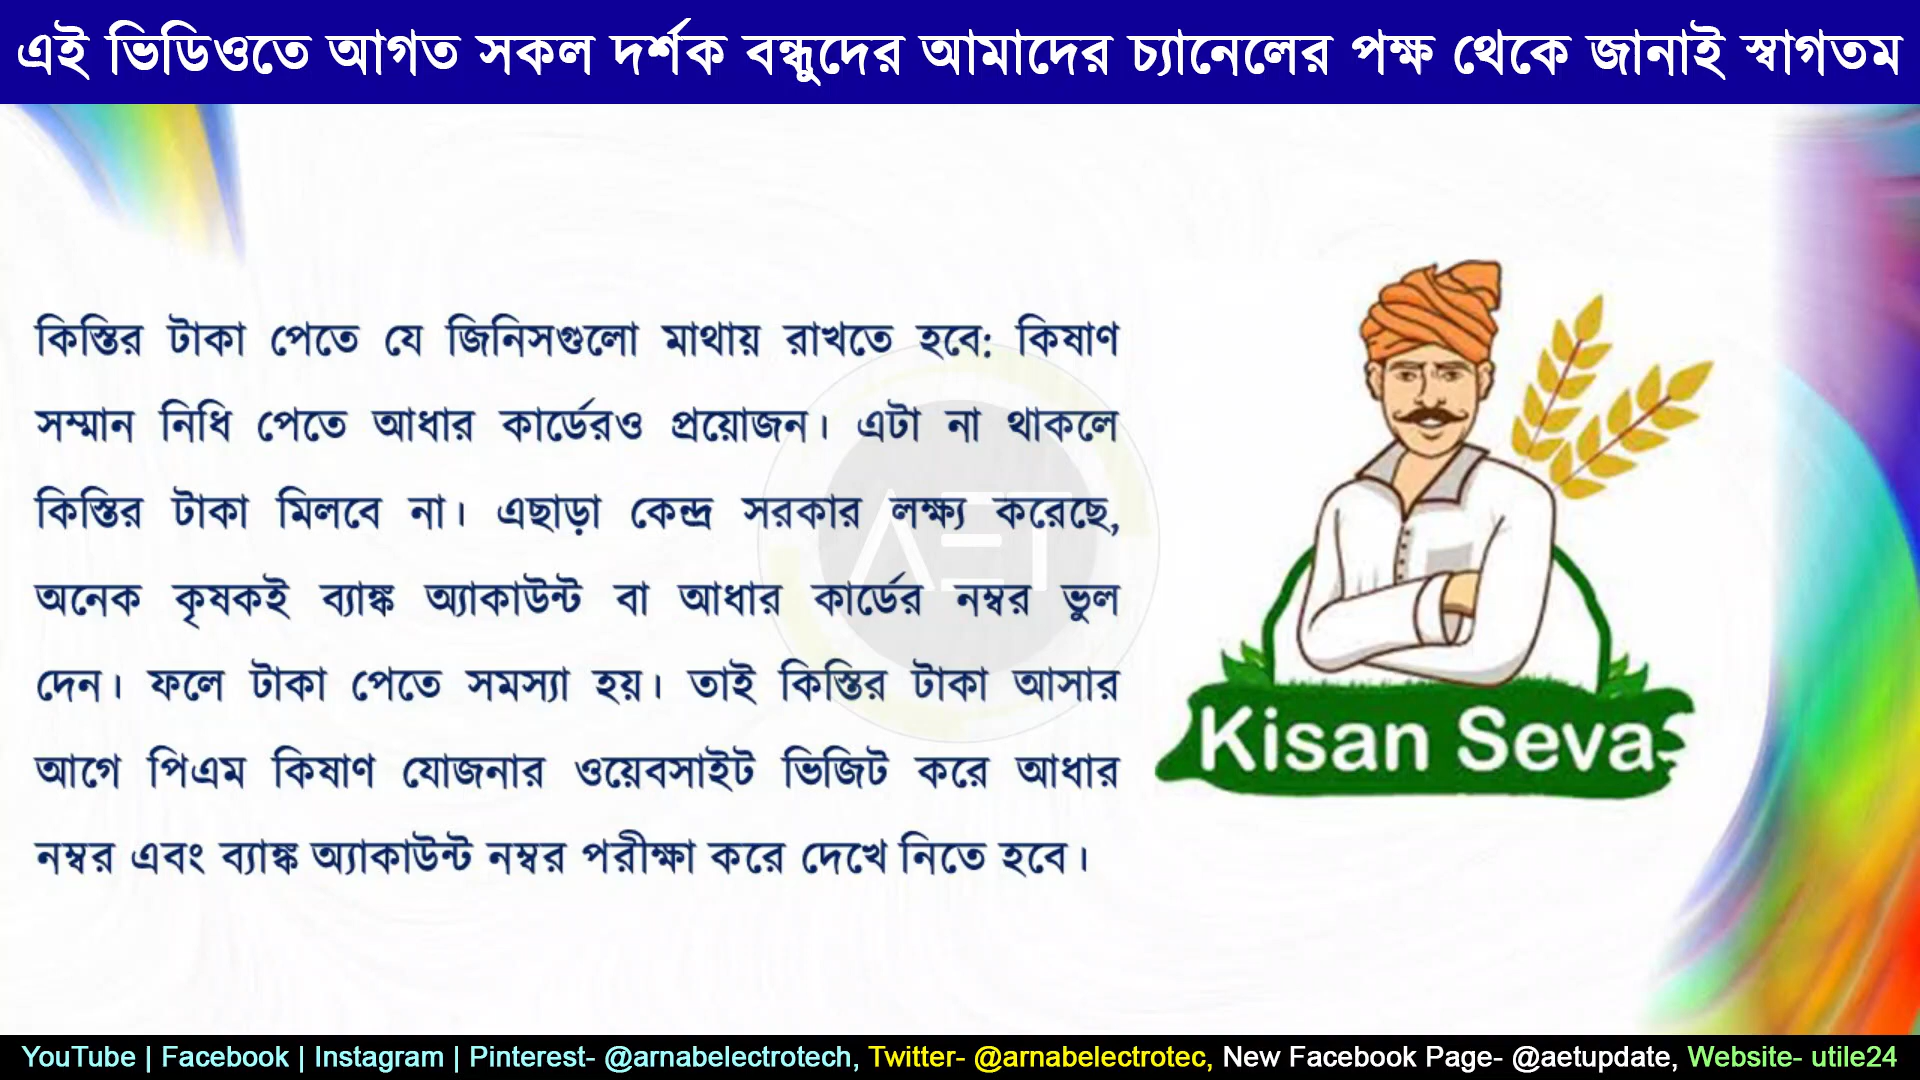 এই ভিডিওতে আগত সকল দর্শক বন্ধুদের আমাদের চ্যানেলের পক্ষ থেকে জানাই স্বাগতম
কিস্তির টাকা পেতে যে জিনিসগুলো মাথায় রাখতে হবে: কিষাণ
সম্মান নিধি পেতে আধার কার্ডেরও প্রয়োজন। এটা না থাকলে
কিস্তির টাকা মিলবে না। এছাড়া কেন্দ্র সরকার লক্ষ্য করেছে,
অনেক কৃষকই ব্যাঙ্ক অ্যাকাউন্ট বা আধার কার্ডের নম্বর ভুল
দেন। ফলে টাকা পেতে সমস্যা হয়। তাই কিস্তির টাকা আসার
আগে পিএম কিষাণ যোজনার ওয়েবসাইট ভিজিট করে আধার
নম্বর এবং ব্যাঙ্ক অ্যাকাউন্ট নম্বর পরীক্ষা করে দেখে নিতে হবে।
AET
Kisan Seva
YouTube | Facebook | Instagram | Pinterest- @arnabelectrotech, Twitter- @arnabelectrotec, New Facebook Page- @aetupdate, Website- utile24